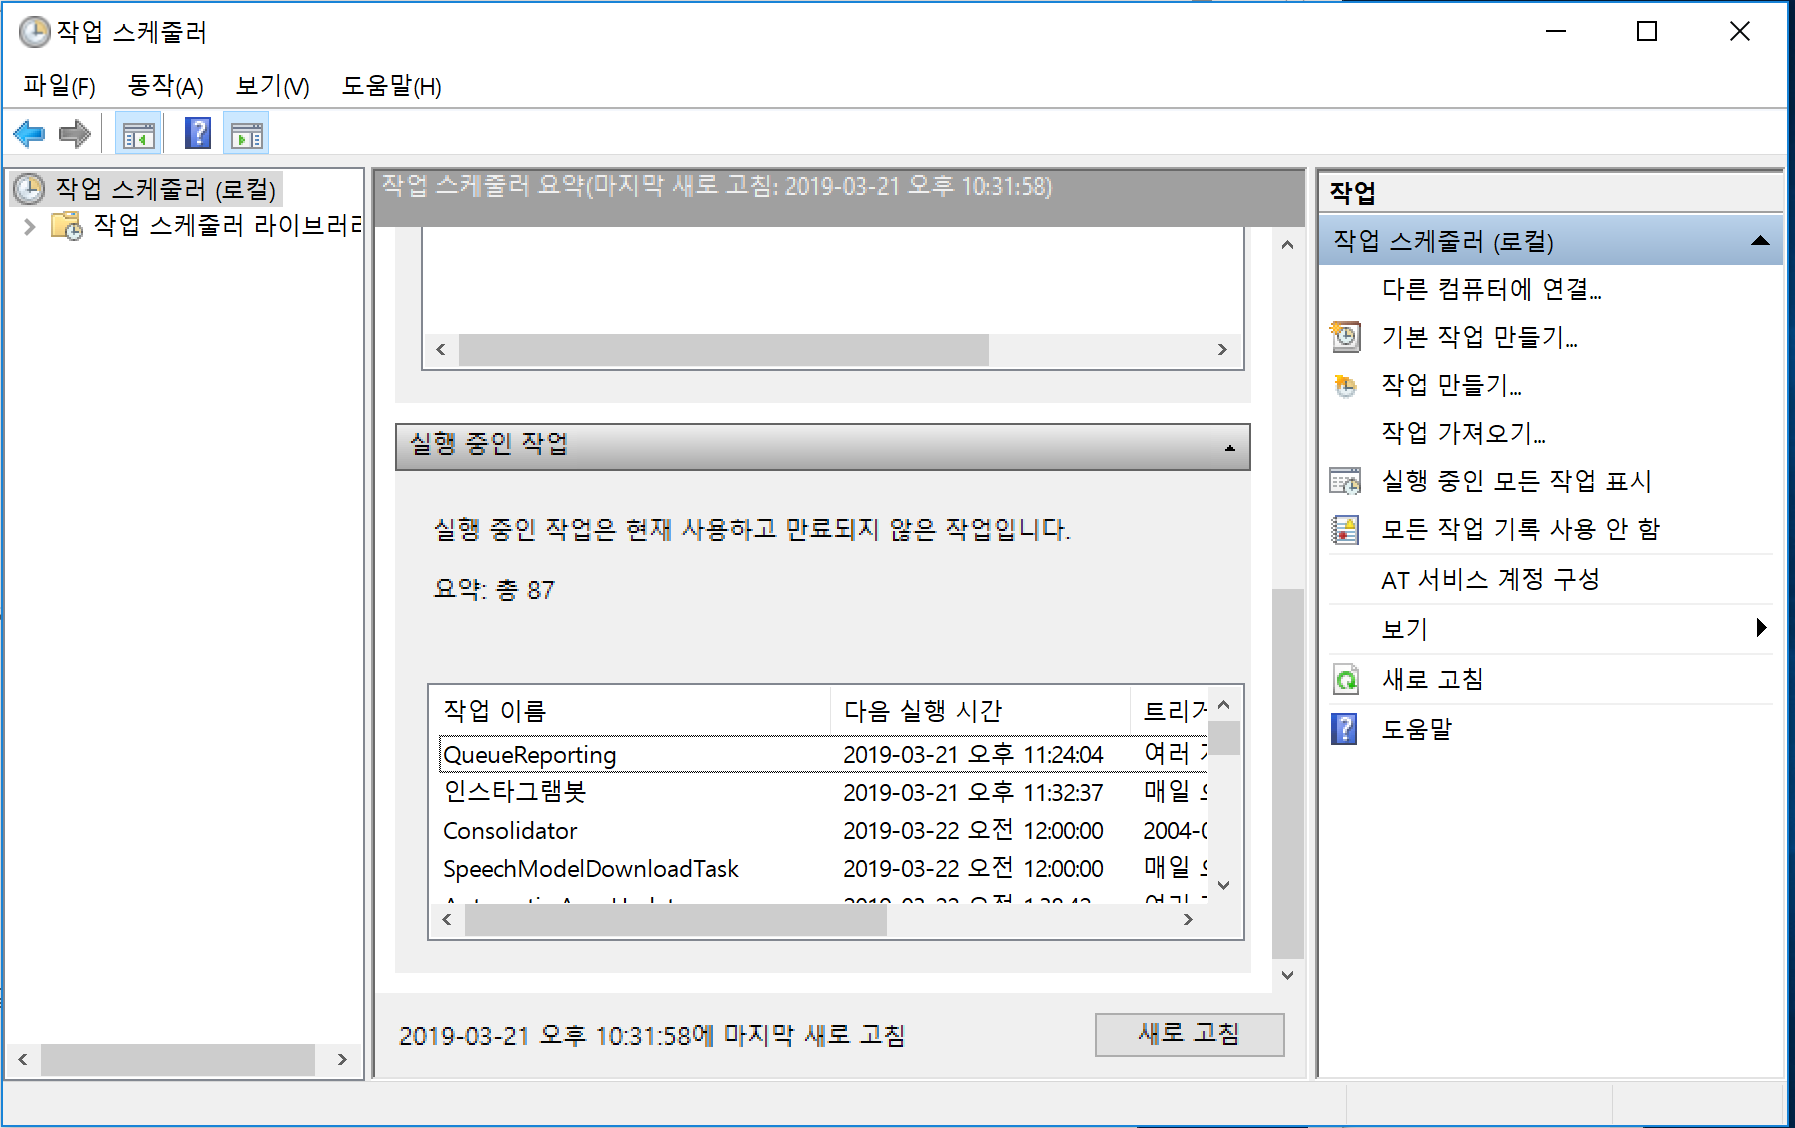 작업 스케줄러
파일(F) 동작(A) 보기(V) 도움말(H)
작업 스케줄러 (로컬)
작업 스케줄러 라이브러리
작업 스케줄러 요약(마지막 새로 고침: 2019-03-21 오후 10:31:58)
실행 중인 작업
실행 중인 작업은 현재 사용하고 만료되지 않은 작업입니다.
요약: 총 87
작업 이름 다음 실행 시간 트리거
QueueReporting 2019-03-21 오후 11:24:04 여러
인스타그램봇 2019-03-21 오후 11:32:37 매일
Consolidator 2019-03-22 오전 12:00:00 2004-0
SpeechModelDownloadTask 2019-03-22 오전 12:00:00 매일
2019-03-21 오후 10:31:58에 마지막 새로 고침
새로 고침
작업
작업 스케줄러 (로컬)
다른 컴퓨터에 연결...
기본 작업 만들기...
작업 만들기...
작업 가져오기...
실행 중인 모든 작업 표시
모든 작업 기록 사용 안 함
AT 서비스 계정 구성
보기
새로 고침
도움말